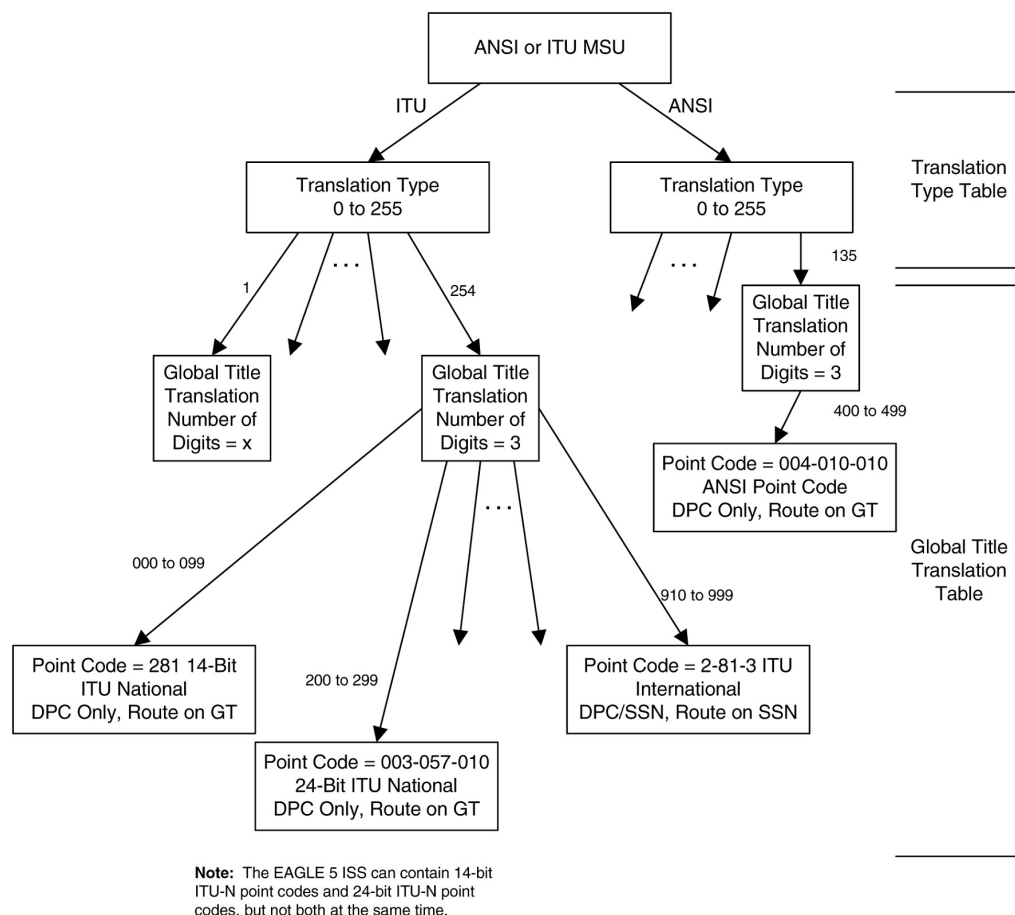 ANSI or ITU MSU
ITU
ANSI
Translation Type
0 to 255
Translation Type
0 to 255
Translation
Type Table
. . .
. . .
135
1
254
Global Title
Translation
Number of
Digits = 3
Global Title
Translation
Number of
Digits = x
Global Title
Translation
Number of
Digits = 3
400 to 499
Point Code = 004-010-010
ANSI Point Code
DPC Only, Route on GT
. . .
Global Title
Translation
Table
000 to 099
910 to 999
200 to 299
Point Code = 281 14-Bit
ITU National
DPC Only, Route on GT
Point Code = 2-81-3 ITU
International
DPC/SSN, Route on SSN
Point Code = 003-057-010
24-Bit ITU National
DPC Only, Route on GT
Note: The EAGLE 5 ISS can contain 14-bit
ITU-N point codes and 24-bit ITU-N point
codes, but not both at the same time.